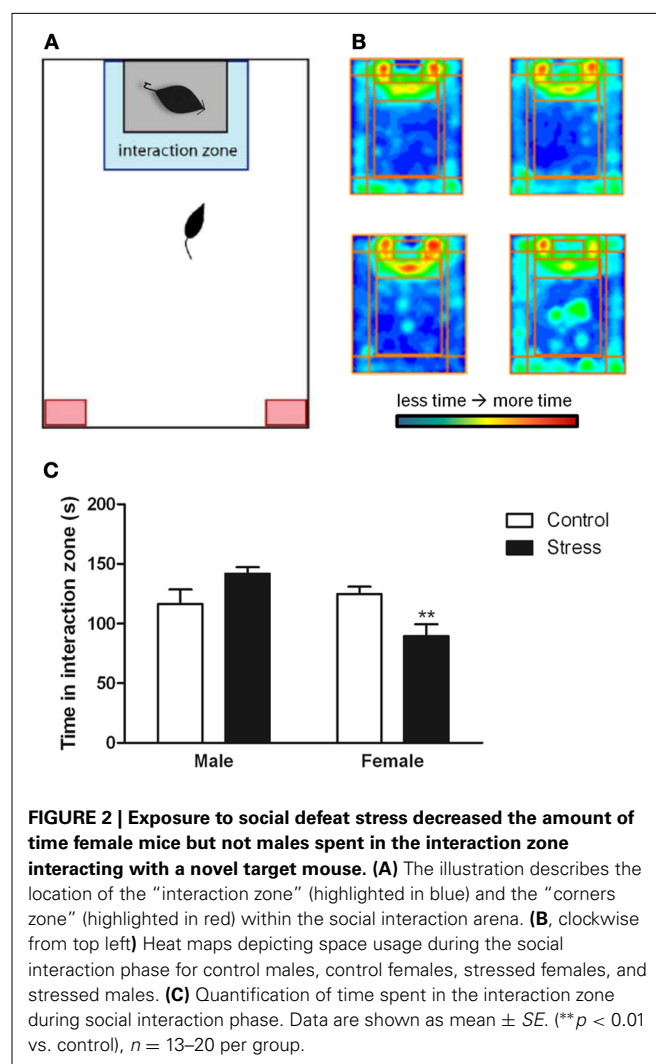 A
B
interaction zone
less time → more time
C
Time in interaction zone (s)
200
150
100
50
0
Control
Stress
**
Male
Female
FIGURE 2 | Exposure to social defeat stress decreased the amount of
time female mice but not males spent in the interaction zone
interacting with a novel target mouse. (A) The illustration describes the
location of the “interaction zone” (highlighted in blue) and the “corners
zone” (highlighted in red) within the social interaction arena. (B, clockwise
from top left) Heat maps depicting space usage during the social
interaction phase for control males, control females, stressed females, and
stressed males. (C) Quantification of time spent in the interaction zone
during social interaction phase. Data are shown as mean ± SE. (**p < 0.01
vs. control), n = 13–20 per group.